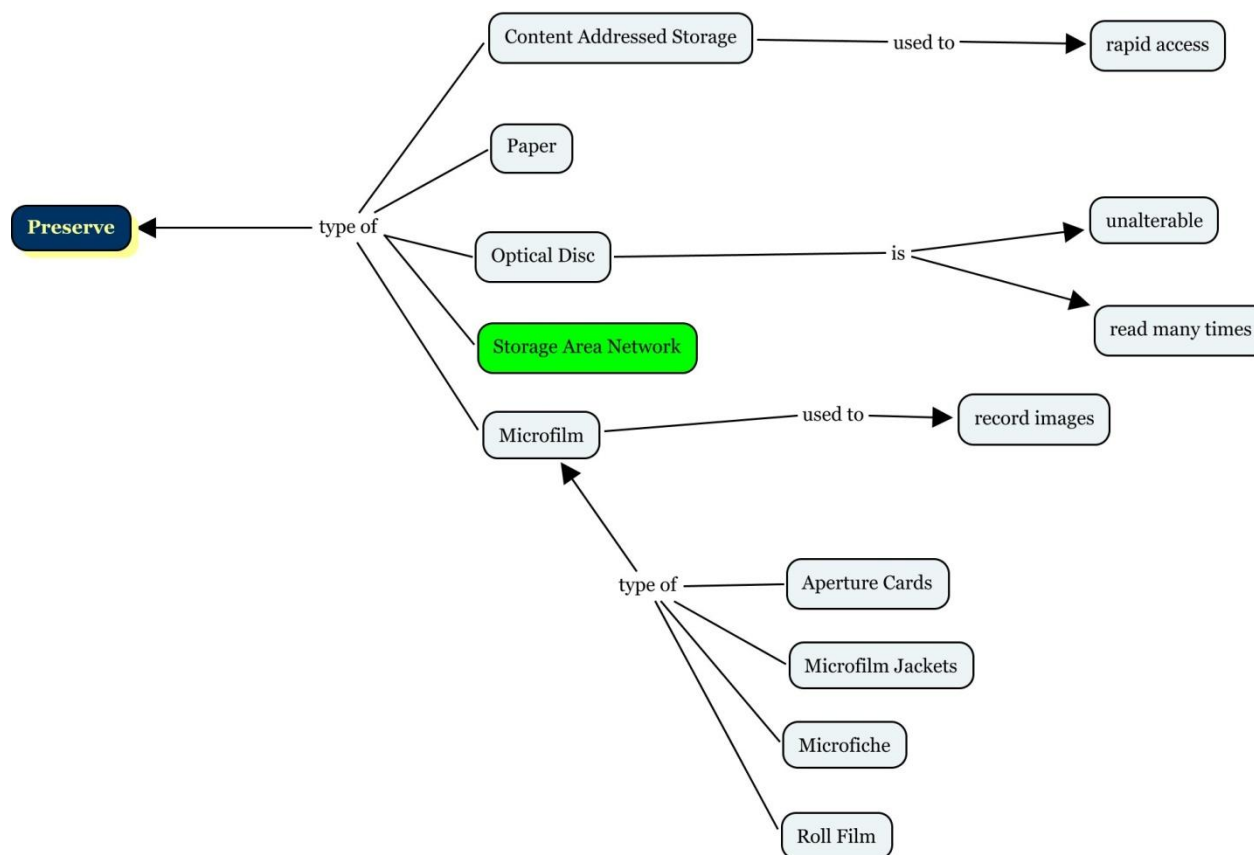 Content Addressed Storage
used to
rapid access
Paper
Preserve
type of
Optical Disc
is
unalterable
read many times
Storage Area Network
Microfilm
used to
record images
type of
Aperture Cards
Microfilm Jackets
Microfiche
Roll Film